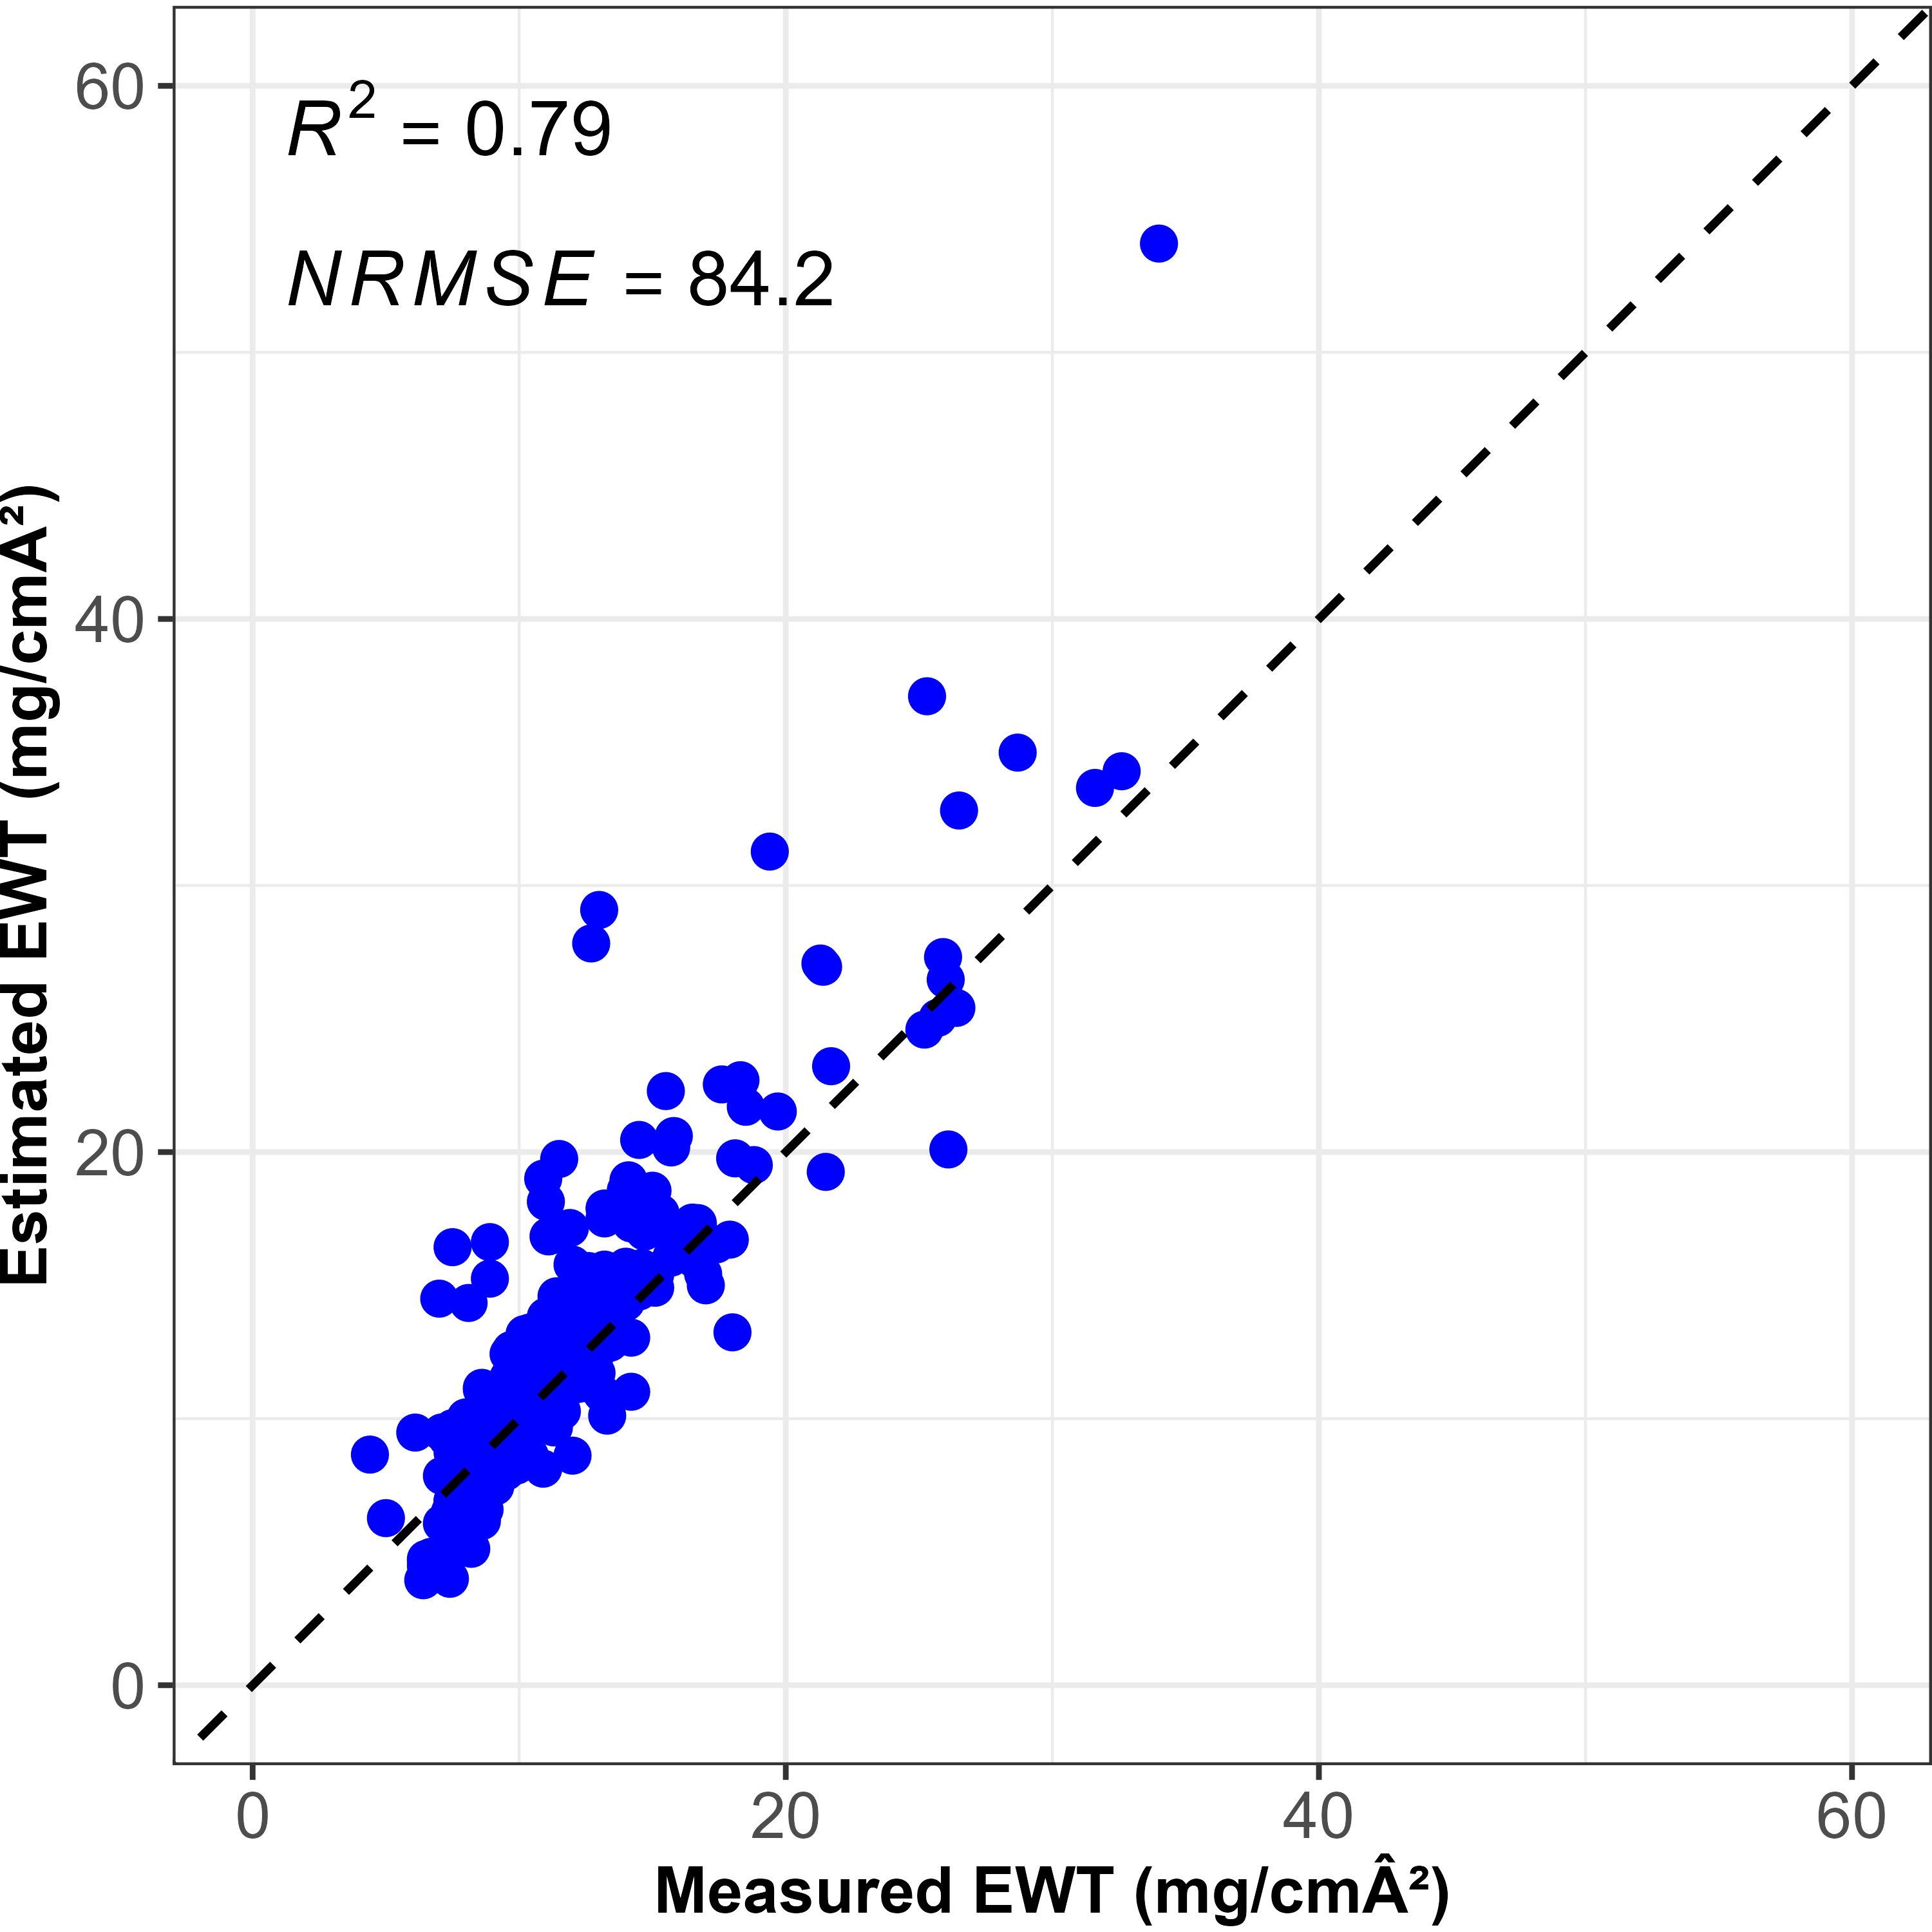 60
R² = 0.79
NRMSE = 84.2
40
Estimated EWT (mg/cmÂ²)
20
0
0 20 40 60
Measured EWT (mg/cmÂ²)